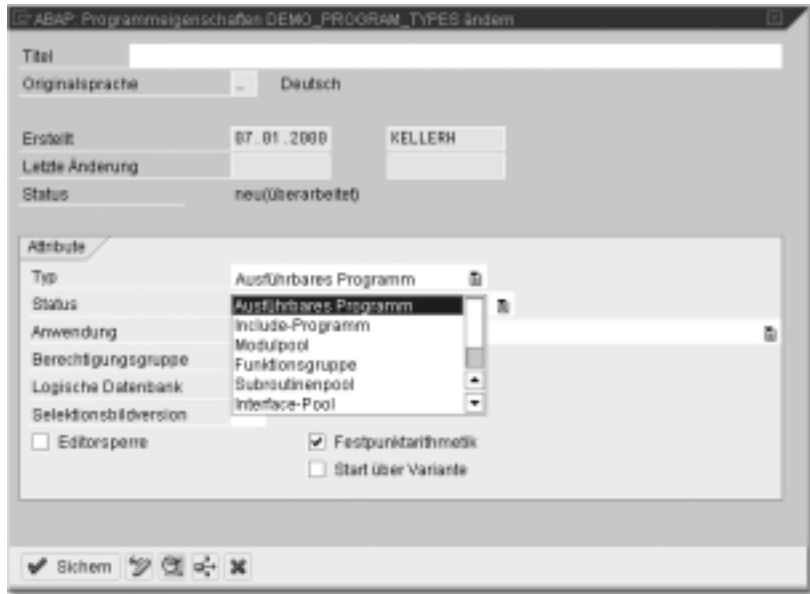 ABAP: Programmeigenschaften DEMO_PROGRAM_TYPES ändern
Titel
Originalsprache Deutsch
Erstellt 07.01.2000 KELLERH
Letzte Änderung
Status neu(überarbeitet)
Attribute
Typ Ausführbares Programm
Status Ausführbares Programm
Include-Programm
Anwendung Modulpool
Berechtigungsgruppe Funktionsgruppe
Logische Datenbank Subroutinenpool
Selektionsbildversion Interface-Pool
Editorsperre Festpunktarithmetik
Start über Variante
Sichern